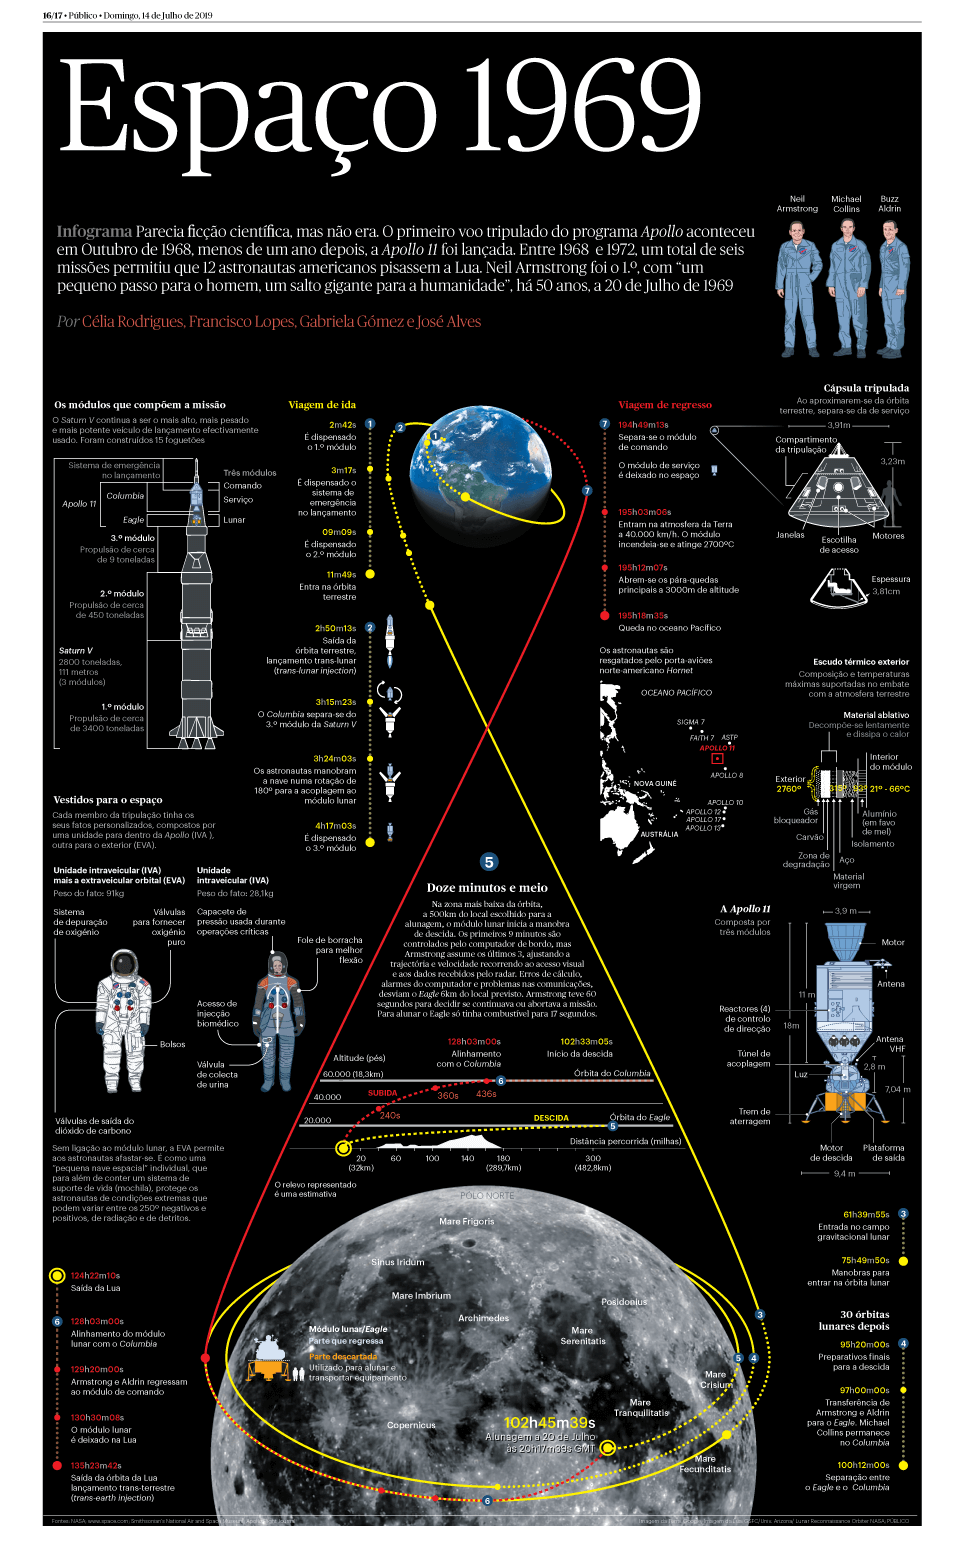 16/17 • Público • Domingo, 14 de Julho de 2019
Espaço 1969
Infograma Parecia ficção científica, mas não era. O primeiro voo tripulado do programa Apollo aconteceu
em Outubro de 1968, menos de um ano depois, a Apollo 11 foi lançada. Entre 1968 e 1972, um total de seis
missões permitiu que 12 astronautas americanos pisassem a Lua. Neil Armstrong foi o 1.º, com “um
pequeno passo para o homem, um salto gigante para a humanidade”, há 50 anos, a 20 de Julho de 1969
Por Célia Rodrigues, Francisco Lopes, Gabriela Gómez e José Alves
Neil
Armstrong
Michael
Collins
Buzz
Aldrin
Os módulos que compõem a missão
O Saturn V continua a ser o mais alto, mais pesado
e mais potente veículo de lançamento efectivamente
usado. Foram construídos 15 foguetões
Sistema de emergência
no lançamento
Apollo 11
Columbia
Eagle
Três módulos
Comando
Serviço
Lunar
3.º módulo
Propulsão de cerca
de 9 toneladas
2.º módulo
Propulsão de cerca
de 450 toneladas
Saturn V
2800 toneladas,
111 metros
(3 módulos)
1.º módulo
Propulsão de cerca
de 3400 toneladas
Viagem de ida
1
2m42s
É dispensado
o 1.º módulo
3m17s
É dispensado o
sistema de
emergência
no lançamento
09m09s
É dispensado
o 2.º módulo
11m49s
Entra na órbita
terrestre
2
2h50m13s
Saída da
órbita terrestre,
lançamento trans-lunar
(trans-lunar injection)
3h15m23s
O Columbia separa-se do
3.º módulo da Saturn V
3h24m03s
Os astronautas manobram
a nave numa rotação de
180º para a acoplagem ao
módulo lunar
4h17m03s
É dispensado
o 3.º módulo
2
1
7
Viagem de regresso
7
194h49m13s
Separa-se o módulo
de comando
O módulo de serviço
é deixado no espaço
195h03m06s
Entram na atmosfera da Terra
a 40.000 km/h. O módulo
incendeia-se e atinge 2700ºC
195h12m07s
Abrem-se os pára-quedas
principais a 3000m de altitude
195h18m35s
Queda no oceano Pacífico
Os astronautas são
resgatados pelo porta-aviões
norte-americano Hornet
OCEANO PACÍFICO
SIGMA 7
FAITH 7
ASTP
APOLLO 11
APOLLO 8
NOVA GUINÉ
APOLLO 10
APOLLO 12
APOLLO 17
APOLLO 13
AUSTRÁLIA
Cápsula tripulada
Ao aproximarem-se da órbita
terrestre, separa-se da de serviço
3,91m
Compartimento
da tripulação
3,23m
Janelas
Escotilha
de acesso
Motores
Espessura
3,81cm
Escudo térmico exterior
Composição e temperaturas
máximas suportadas no embate
com a atmosfera terrestre
Material ablativo
Decompõe-se lentamente
e dissipa o calor
Interior
do módulo
Exterior
2760º
315º
93º
21º - 66ºC
Gás
bloqueador
Carvão
Zona de
degradação
Material
virgem
Aço
Isolamento
Alumínio
(em favo
de mel)
Vestidos para o espaço
Cada membro da tripulação tinha os
seus fatos personalizados, compostos por
uma unidade para dentro da Apollo (IVA ),
outra para o exterior (EVA).
Unidade intraveicular (IVA)
mais a extraveicular orbital (EVA)
Peso do fato: 91kg
Sistema
de depuração
de oxigénio
Válvulas
para fornecer
oxigénio
puro
Bolsos
Válvulas de saída do
dióxido de carbono
Unidade
intraveicular (IVA)
Peso do fato: 28,1kg
Capacete de
pressão usada durante
operações críticas
Fole de borracha
para melhor
flexão
Acesso de
injecção
biomédico
Válvula
de colecta
de urina
Sem ligação ao módulo lunar, a EVA permite
aos astronautas afastar-se. É como uma
“pequena nave espacial” individual, que
para além de conter um sistema de
suporte de vida (mochila), protege os
astronautas de condições extremas que
podem variar entre os 250º negativos e
positivos, de radiação e de detritos.
5
Doze minutos e meio
Na zona mais baixa da órbita,
a 500km do local escolhido para a
alunagem, o módulo lunar inicia a manobra
de descida. Os primeiros 9 minutos são
controlados pelo computador de bordo, mas
Armstrong assume os últimos 3, ajustando a
trajectória e velocidade recorrendo ao acesso visual
e aos dados recebidos pelo radar. Erros de cálculo,
alarmes do computador e problemas nas comunicações,
desviam o Eagle 6km do local previsto. Armstrong teve 60
segundos para decidir se continuava ou abortava a missão.
Para alunar o Eagle só tinha combustível para 17 segundos.
128h03m00s
Alinhamento
com o Columbia
102h33m05s
Início da descida
Altitude (pés)
60.000 (18,3km)
Órbita do Columbia
6
SUBIDA
360s
436s
40.000
240s
20.000
DESCIDA
Órbita do Eagle
5
Distância percorrida (milhas)
20
(32km)
60
100
140
180
(289,7km)
300
(482,8km)
O relevo representado
é uma estimativa
A Apollo 11
Composta por
três módulos
3,9 m
Motor
Antena
11 m
18m
Reactores (4)
de controlo
de direcção
Antena
VHF
Túnel de
acoplagem
2,8 m
Luz
7,04 m
Trem de
aterragem
Motor
de descida
Plataforma
de saída
9,4 m
3
61h39m55s
Entrada no campo
gravitacional lunar
75h49m50s
Manobras para
entrar na órbita lunar
30 órbitas
lunares depois
4
95h20m00s
Preparativos finais
para a descida
97h00m00s
Transferência de
Armstrong e Aldrin
para o Eagle. Michael
Collins permanece
no Columbia
100h12m00s
Separação entre
o Eagle e o Columbia
124h22m10s
Saída da Lua
6
128h03m00s
Alinhamento do módulo
lunar com o Columbia
129h20m00s
Armstrong e Aldrin regressam
ao módulo de comando
130h30m08s
O módulo lunar
é deixado na Lua
135h23m42s
Saída da órbita da Lua
lançamento trans-terrestre
(trans-earth injection)
PÓLO NORTE
Mare Frigoris
Sinus Iridum
Mare Imbrium
Archimedes
Posidonius
Mare
Serenitatis
Mare
Crisium
Mare
Tranquilitatis
Copernicus
Mare
Fecunditatis
Módulo lunar/Eagle
Parte que regressa
Parte descartada
Utilizado para alunar e
transportar equipamento
102h45m39s
Alunagem a 20 de Julho
às 20h17m39s GMT
3
5
4
6